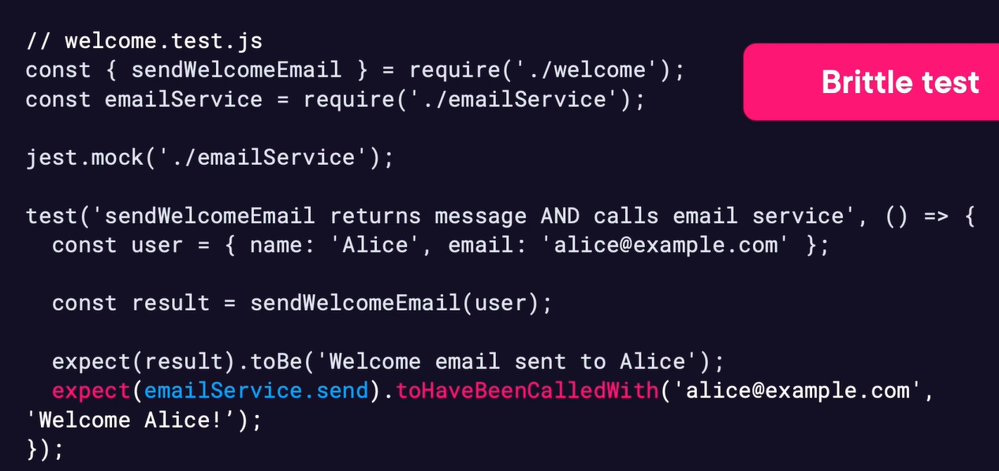 // welcome.test.js
const { sendWelcomeEmail } = require('./welcome');
const emailService = require('./emailService');
Brittle test
jest.mock('./emailService');
test('sendWelcomeEmail returns message AND calls email service', () => {
  const user = { name: 'Alice', email: 'alice@example.com' };
  const result = sendWelcomeEmail(user);
  expect(result).toBe('Welcome email sent to Alice');
  expect(emailService.send).toHaveBeenCalledWith('alice@example.com',
'Welcome Alice!’);
});